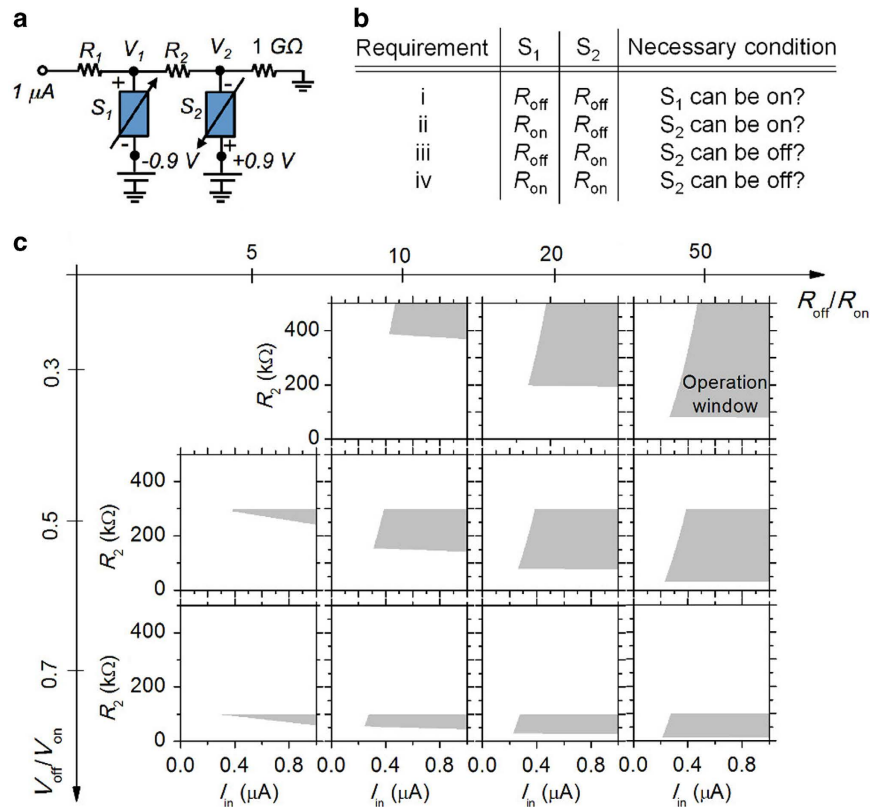 a
R1 V1 R2 V2 1 GΩ
1 μA
+ -
S1 S2
- +
-0.9 V +0.9 V
b
Requirement S1 S2 Necessary condition
i Roff Roff S1 can be on?
ii Ron Roff S2 can be on?
iii Roff Ron S2 can be off?
iv Ron Ron S2 can be off?
c
5 10 20 50
Roff/Ron
0.3
R2 (kΩ)
400
200
0
Operation
window
0.5
R2 (kΩ)
400
200
0
0.7
R2 (kΩ)
400
200
0
0.0 0.4 0.8 0.0 0.4 0.8 0.0 0.4 0.8 0.0 0.4 0.8
Iin (μA) Iin (μA) Iin (μA) Iin (μA)
Voff/Von